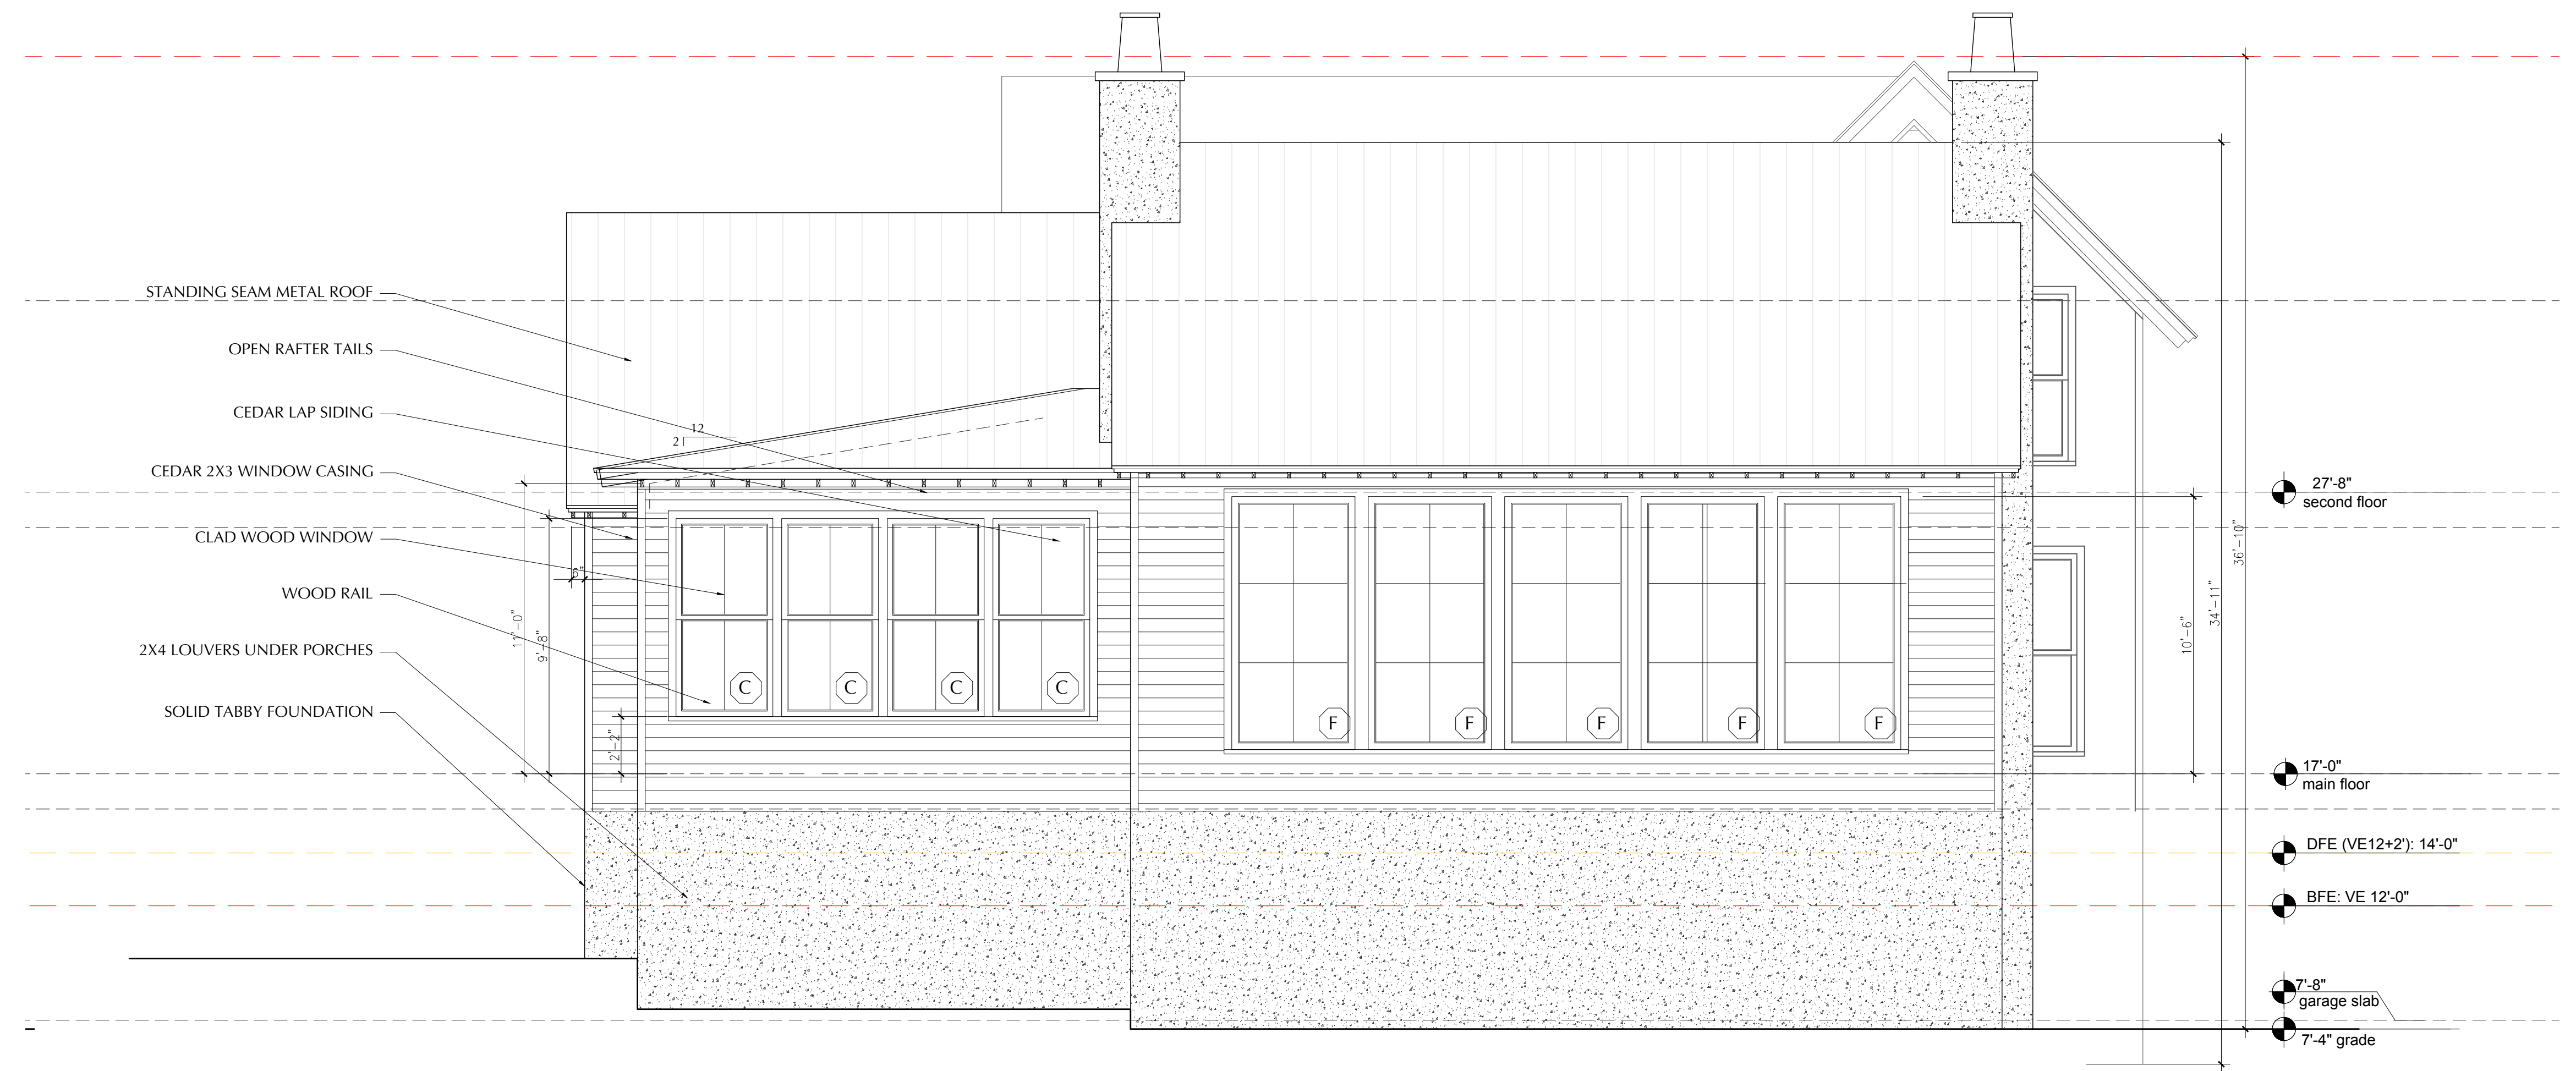 STANDING SEAM METAL ROOF
OPEN RAFTER TAILS
CEDAR LAP SIDING
12
2
CEDAR 2X3 WINDOW CASING
27'-8"
second floor
CLAD WOOD WINDOW
36'-10"
6"
WOOD RAIL
34'-11"
11'-0"
9'-8"
10'-6"
2X4 LOUVERS UNDER PORCHES
C C C C
SOLID TABBY FOUNDATION
F F F F F
2'-2"
17'-0"
main floor
DFE (VE12+2'): 14'-0"
BFE: VE 12'-0"
7'-8"
garage slab
7'-4" grade